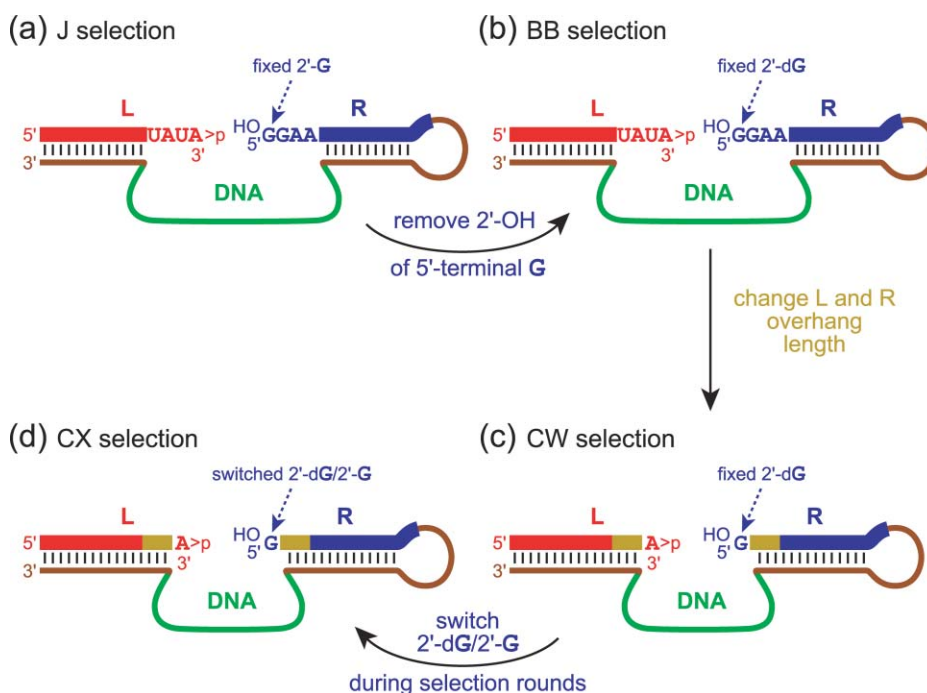 (a) J selection
fixed 2'-G
L
R
5'
UAUA>p
3'
HO
5'
GGAA
3'
DNA
remove 2'-OH
of 5'-terminal G
(b) BB selection
fixed 2'-dG
L
R
5'
UAUA>p
3'
HO
5'
GGAA
3'
DNA
change L and R
overhang
length
(d) CX selection
switched 2'-dG/2'-G
L
R
5'
A>p
3'
HO
5'
G
3'
DNA
(c) CW selection
fixed 2'-dG
L
R
5'
A>p
3'
HO
5'
G
3'
DNA
switch
2'-dG/2'-G
during selection rounds